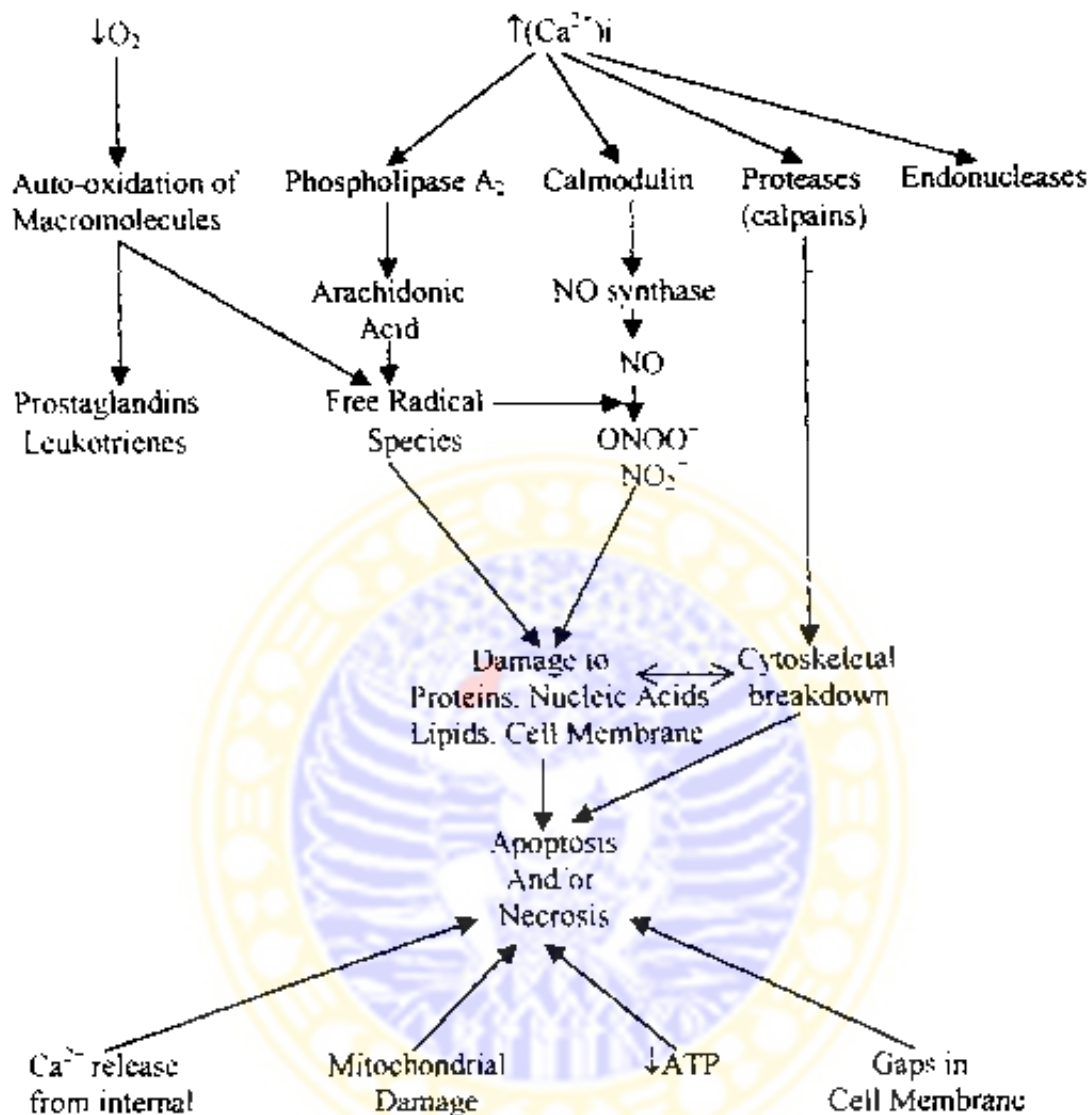 ↓O₂
↑(Ca²⁺)i
Auto-oxidation of
Macromolecules
Phospholipase A₂
Calmodulin
Proteases
(calpains)
Endonucleases
Arachidonic
Acid
NO synthase
NO
Prostaglandins
Leukotrienes
Free Radical
Species
ONOO⁻
NO₂⁻
Damage to
Proteins, Nucleic Acids
Lipids, Cell Membrane
Cytoskeletal
breakdown
Apoptosis
And/or
Necrosis
Ca²⁺ release
from internal
Mitochondrial
Damage
↓ATP
Gaps in
Cell Membrane